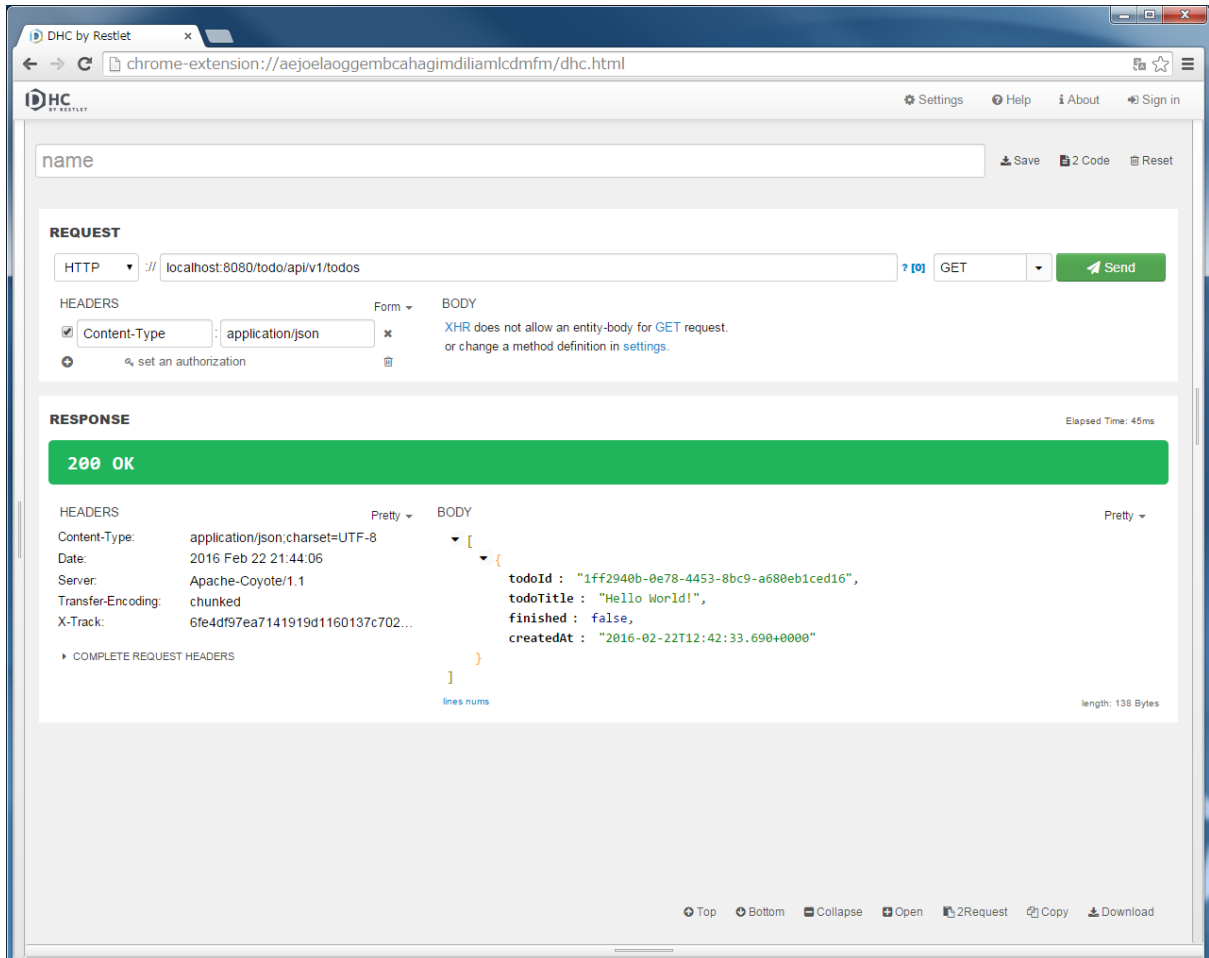 DHC by Restlet
chrome-extension://aejoelaoggembcahagimdiliamlcdmfm/dhc.html
DHC BY RESTLET
Settings Help About Sign in
name Save 2 Code Reset
REQUEST
HTTP :// localhost:8080/todo/api/v1/todos ? [0] GET Send
HEADERS Form BODY
Content-Type : application/json XHR does not allow an entity-body for GET request.
or change a method definition in settings.
set an authorization
RESPONSE Elapsed Time: 45ms
200 OK
HEADERS Pretty BODY Pretty
Content-Type: application/json;charset=UTF-8 [
Date: 2016 Feb 22 21:44:06 {
Server: Apache-Coyote/1.1 todoId : "1ff2940b-0e78-4453-8bc9-a680eb1ced16",
Transfer-Encoding: chunked todoTitle : "Hello World!",
X-Track: 6fe4df97ea7141919d1160137c702... finished : false,
createdAt : "2016-02-22T12:42:33.690+0000"
COMPLETE REQUEST HEADERS }
]
lines nums length: 138 Bytes
Top Bottom Collapse Open 2Request Copy Download